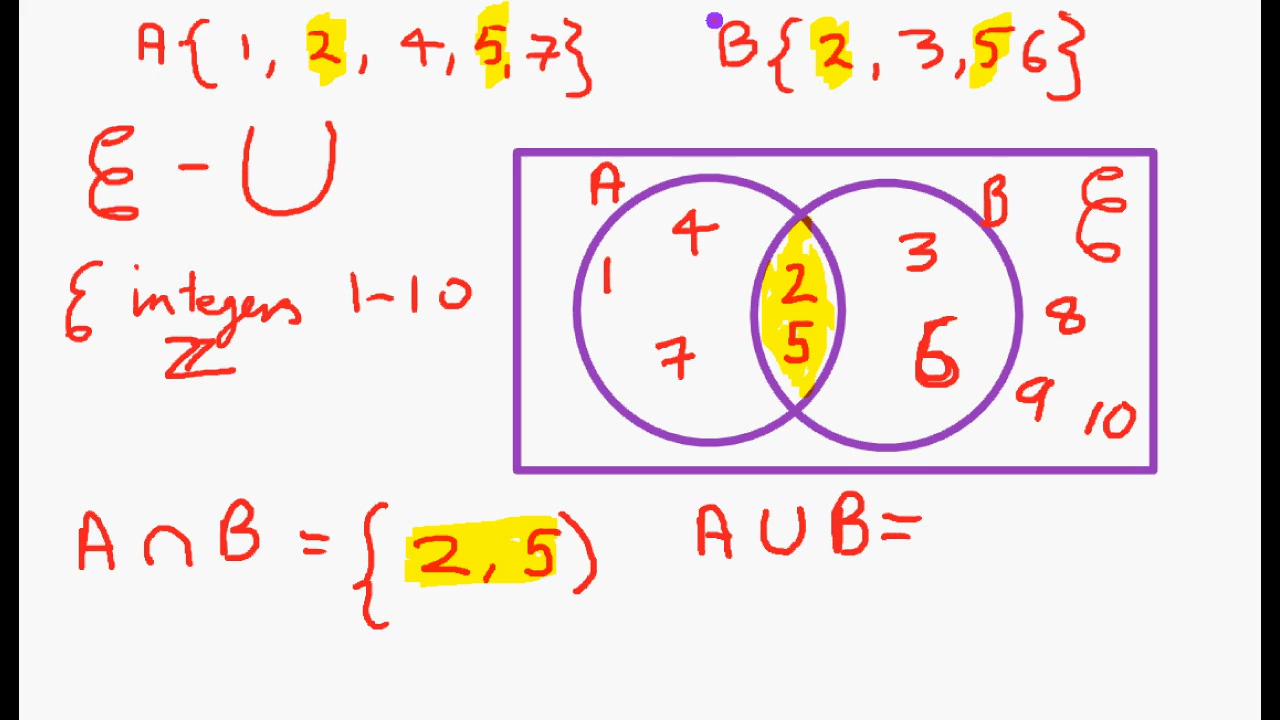 A{ 1, 2, 4, 5, 7}
B{ 2, 3, 5 6}
ξ - U
ξ integers 1-10
ℤ
A
B
ξ
4
1
7
2
5
3
6
8
9
10
A ∩ B = { 2, 5)
A ∪ B =